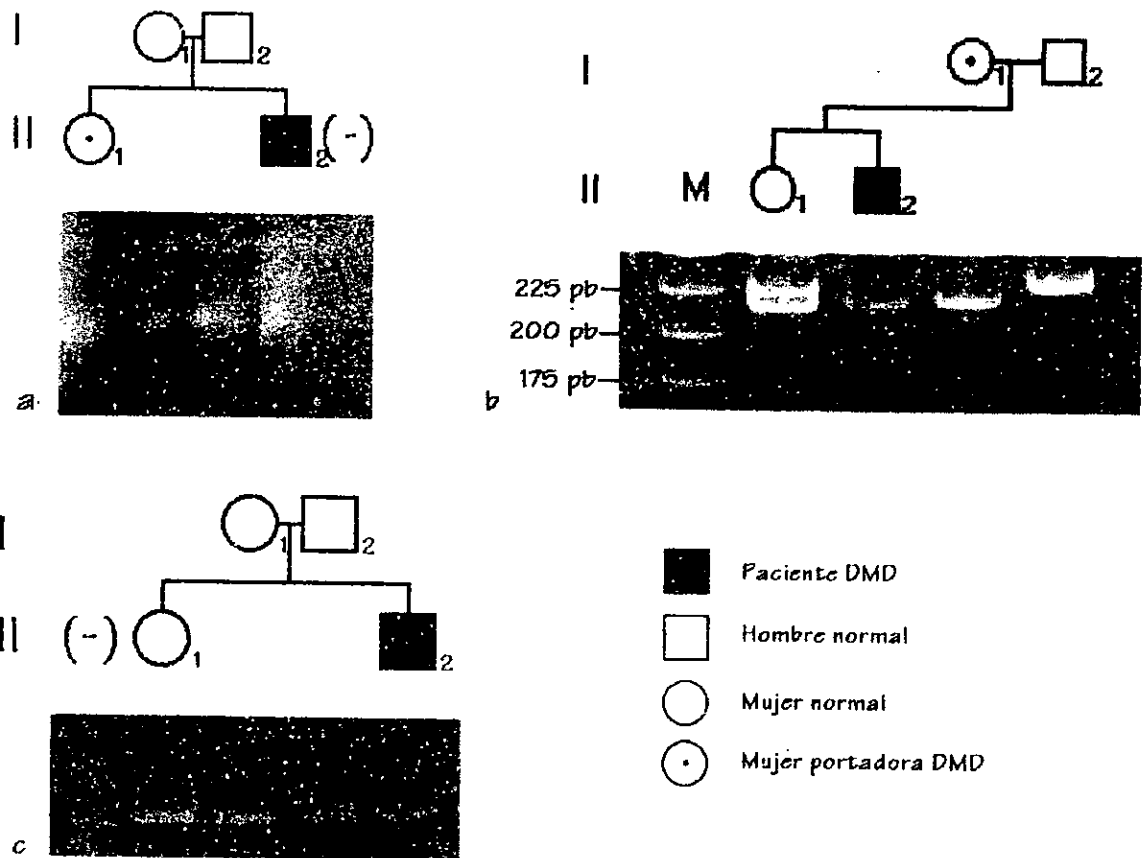 I
1
2
II
1
2
(-)
a
I
1
2
II
M
1
2
225 pb
200 pb
175 pb
b
I
1
2
II
(-)
1
2
c
Paciente DMD
Hombre normal
Mujer normal
Mujer portadora DMD